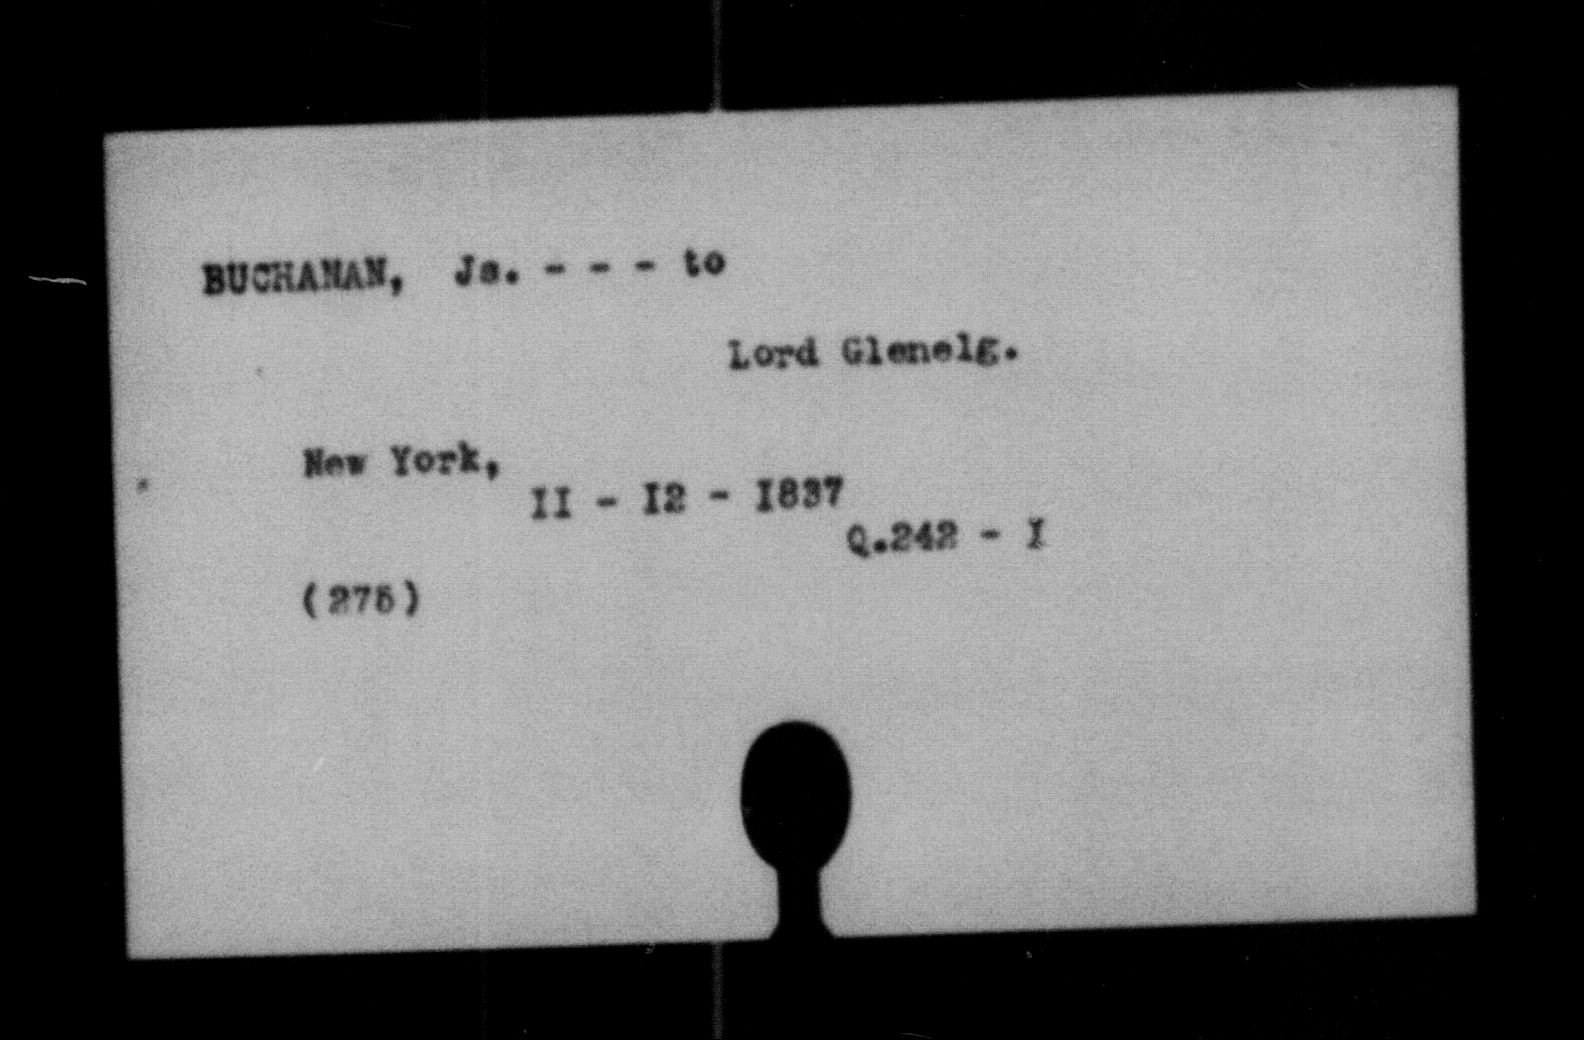 BUCHANAN, Js. - - - to
Lord Glenelg.
New York,
II - I2 - I837
Q.242 - I
(275)